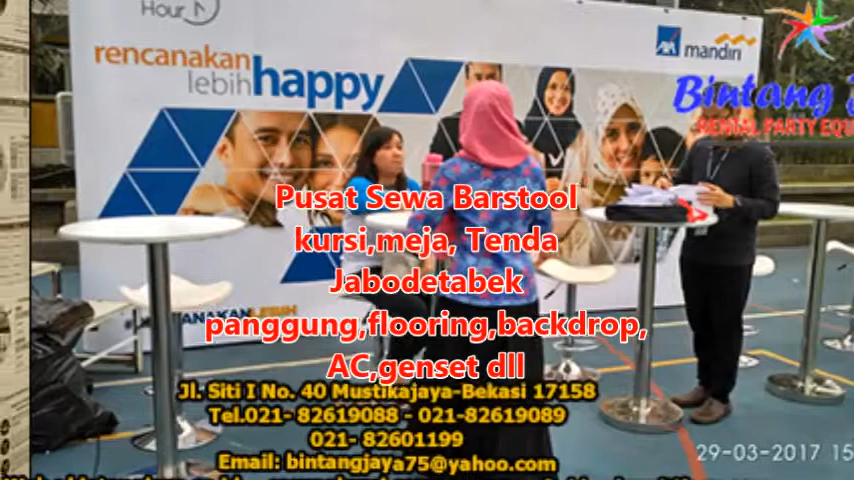 Hour
rencanakan
lebih happy
AXA mandiri
Bintang
RENTAL PARTY
Pusat Sewa Barstool
kursi,meja, Tenda
Jabodetabek
panggung,flooring,backdrop,
AC,genset dll
Jl. Siti I No. 40 Mustikajaya-Bekasi 17158
Tel.021- 82619088 - 021-82619089
021- 82601199
Email: bintangjaya75@yahoo.com
29-03-2017